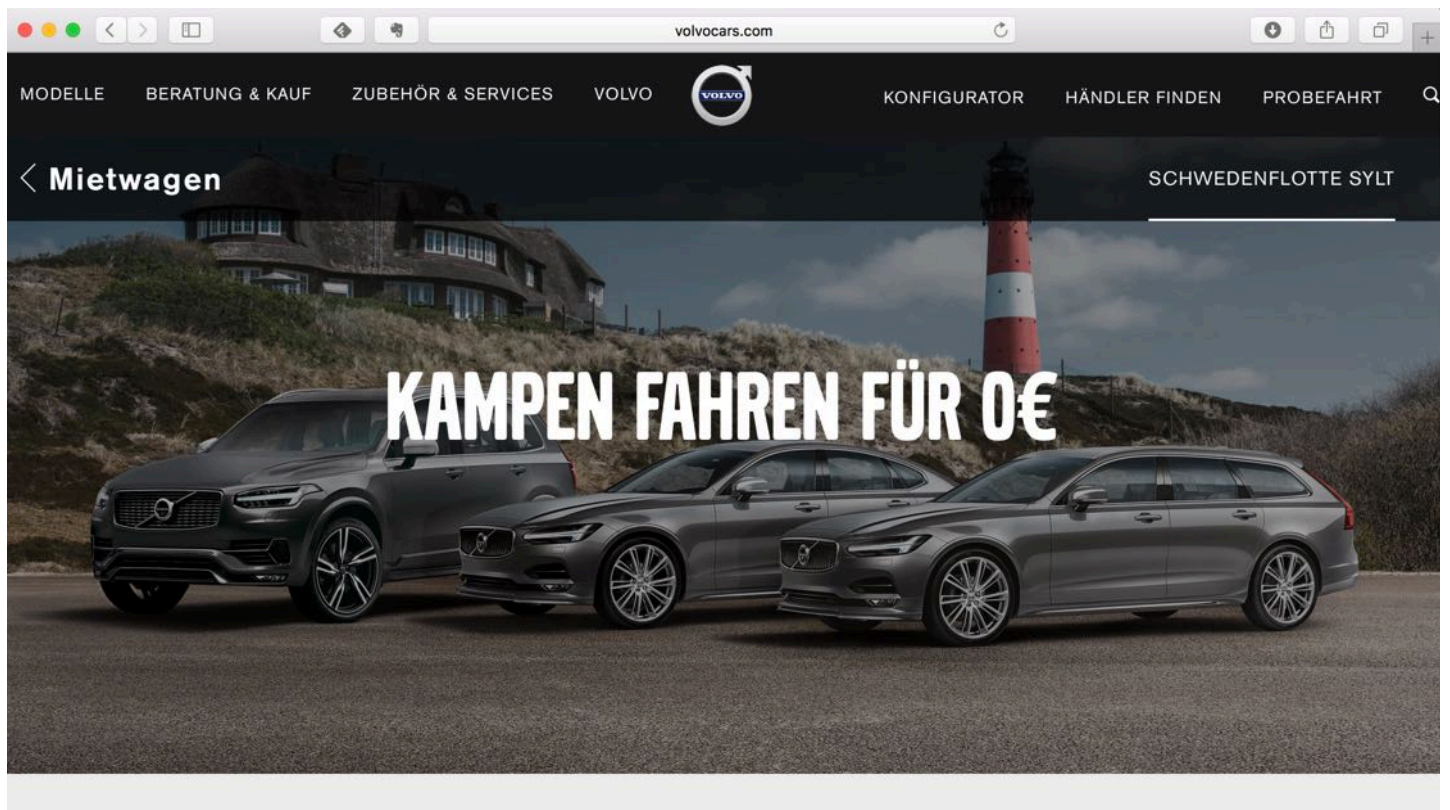 volvocars.com
MODELLE BERATUNG & KAUF ZUBEHÖR & SERVICES VOLVO VOLVO KONFIGURATOR HÄNDLER FINDEN PROBEFAHRT
Mietwagen SCHWEDENFLOTTE SYLT
KAMPEN FAHREN FÜR 0€